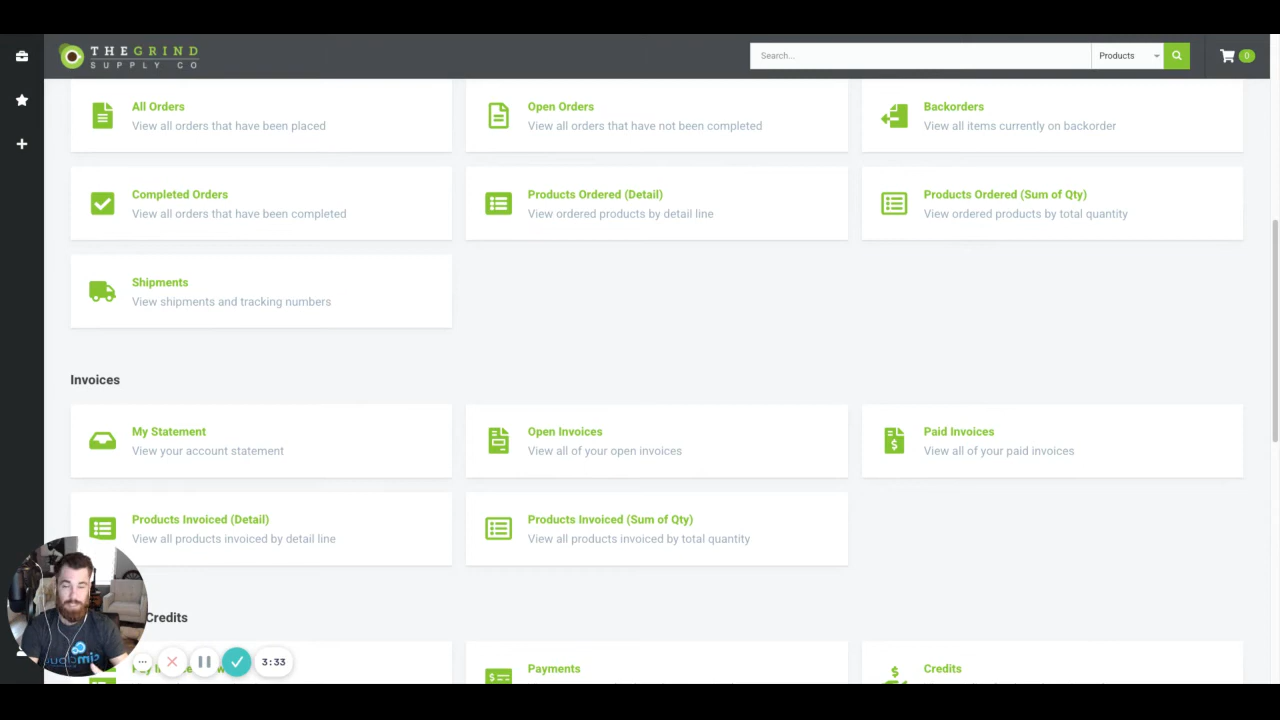 THEGRIND
SUPPLY CO
Search...
Products
0
All Orders
View all orders that have been placed
Open Orders
View all orders that have not been completed
Backorders
View all items currently on backorder
Completed Orders
View all orders that have been completed
Products Ordered (Detail)
View ordered products by detail line
Products Ordered (Sum of Qty)
View ordered products by total quantity
Shipments
View shipments and tracking numbers
Invoices
My Statement
View your account statement
Open Invoices
View all of your open invoices
Paid Invoices
View all of your paid invoices
Products Invoiced (Detail)
View all products invoiced by detail line
Products Invoiced (Sum of Qty)
View all products invoiced by total quantity
Credits
Payments
Credits
3:33